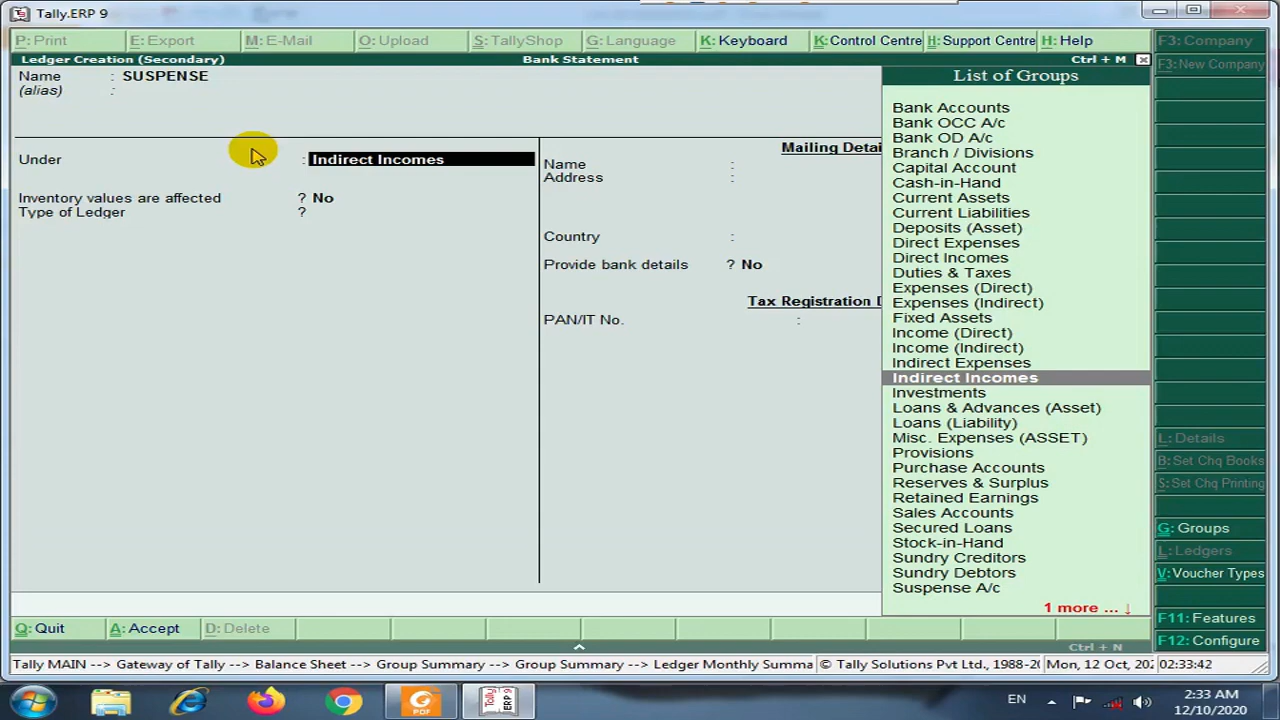 Tally.ERP 9
P: Print
E: Export
M: E-Mail
O: Upload
S: TallyShop
G: Language
K: Keyboard
K: Control Centre
H: Support Centre
H: Help
F3: Company
Ledger Creation (Secondary)
Bank Statement
Ctrl + M
F3: New Company
Name : SUSPENSE
(alias) :
Under : Indirect Incomes
Inventory values are affected ? No
Type of Ledger ?
Mailing Detai
Name :
Address :
Country :
Provide bank details ? No
Tax Registration D
PAN/IT No. :
List of Groups
Bank Accounts
Bank OCC A/c
Bank OD A/c
Branch / Divisions
Capital Account
Cash-in-Hand
Current Assets
Current Liabilities
Deposits (Asset)
Direct Expenses
Direct Incomes
Duties & Taxes
Expenses (Direct)
Expenses (Indirect)
Fixed Assets
Income (Direct)
Income (Indirect)
Indirect Expenses
Indirect Incomes
Investments
Loans & Advances (Asset)
Loans (Liability)
Misc. Expenses (ASSET)
Provisions
Purchase Accounts
Reserves & Surplus
Retained Earnings
Sales Accounts
Secured Loans
Stock-in-Hand
Sundry Creditors
Sundry Debtors
Suspense A/c
1 more ... ↓
L: Details
B: Set Chq Books
S: Set Chq Printing
G: Groups
L: Ledgers
V: Voucher Types
F11: Features
F12: Configure
Q: Quit
A: Accept
D: Delete
Ctrl + N
Tally MAIN --> Gateway of Tally --> Balance Sheet --> Group Summary --> Group Summary --> Ledger Monthly Summa
© Tally Solutions Pvt Ltd., 1988-20
Mon, 12 Oct, 202
02:33:42
PDF
ERP 9
EN
2:33 AM
12/10/2020